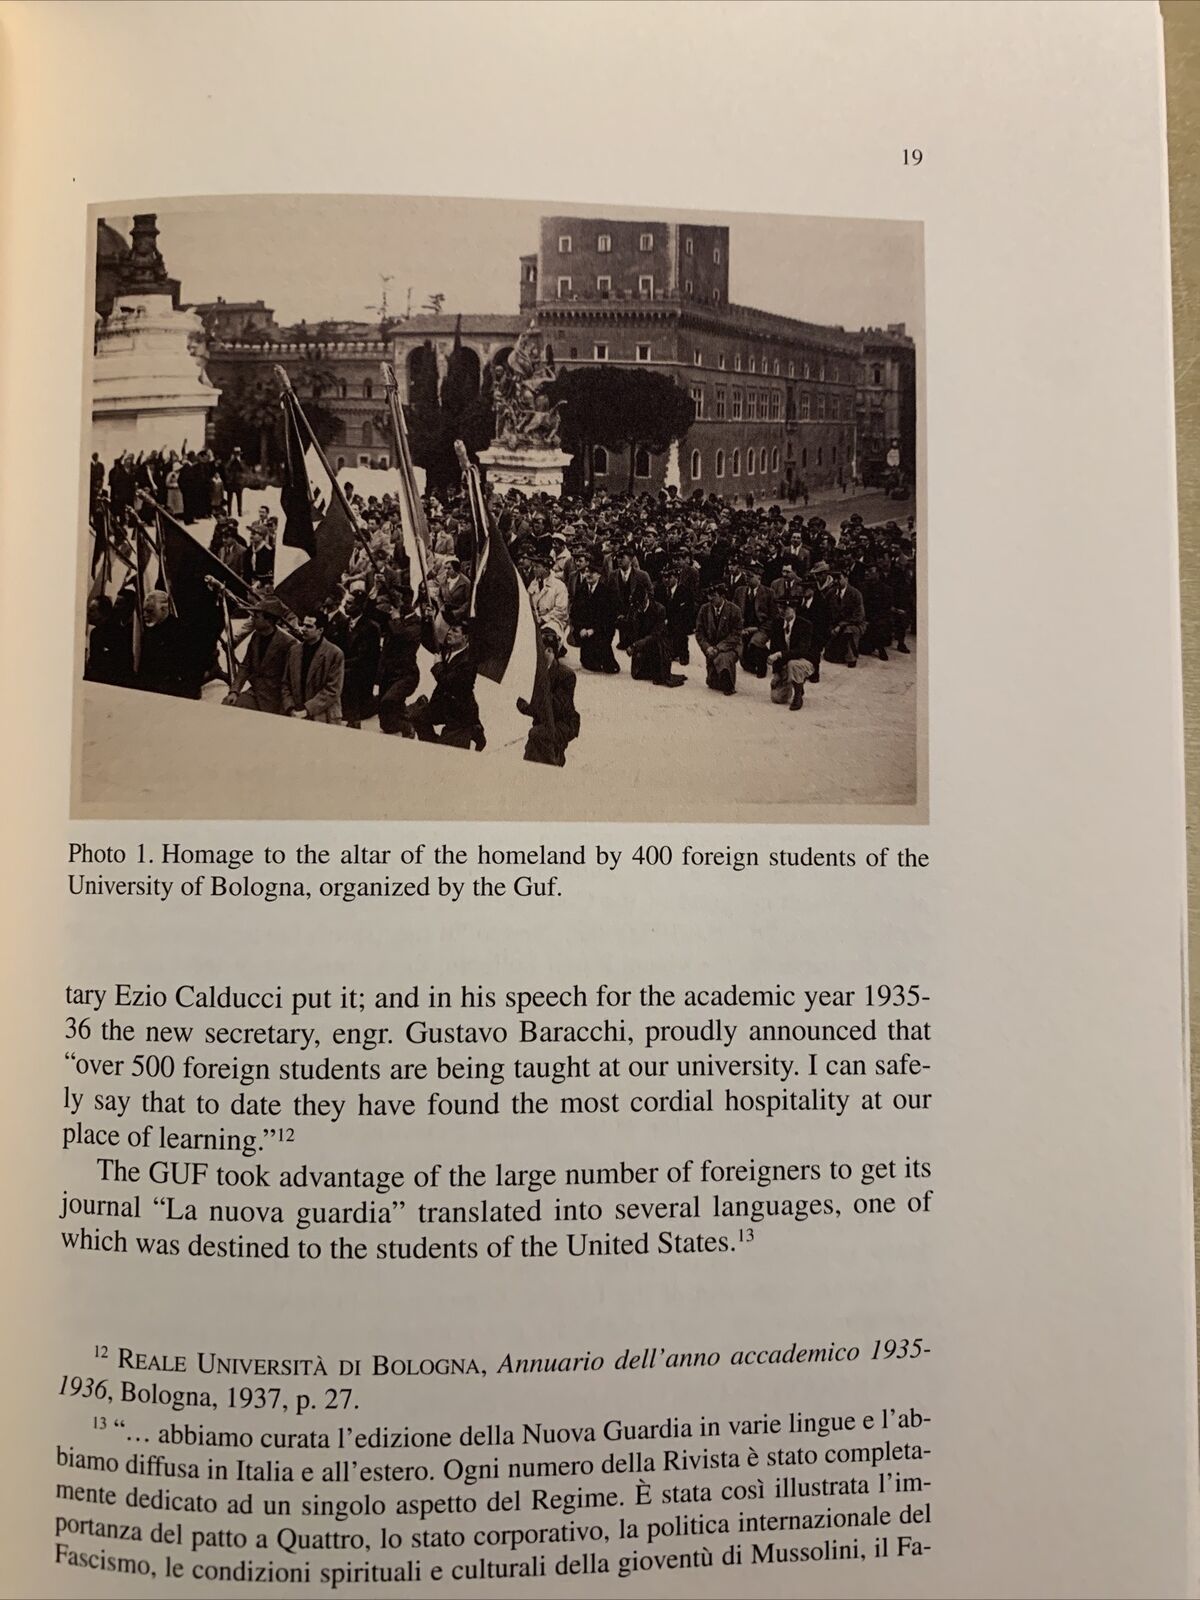 19
Photo 1. Homage to the altar of the homeland by 400 foreign students of the
University of Bologna, organized by the Guf.
tary Ezio Calducci put it; and in his speech for the academic year 1935-
36 the new secretary, engr. Gustavo Baracchi, proudly announced that
“over 500 foreign students are being taught at our university. I can safe-
ly say that to date they have found the most cordial hospitality at our
place of learning.”12
The GUF took advantage of the large number of foreigners to get its
journal “La nuova guardia” translated into several languages, one of
which was destined to the students of the United States.13
12 REALE UNIVERSITÀ DI BOLOGNA, Annuario dell’anno accademico 1935-
1936, Bologna, 1937, p. 27.
13 “… abbiamo curata l’edizione della Nuova Guardia in varie lingue e l’ab-
biamo diffusa in Italia e all’estero. Ogni numero della Rivista è stato completa-
mente dedicato ad un singolo aspetto del Regime. È stata così illustrata l’im-
portanza del patto a Quattro, lo stato corporativo, la politica internazionale del
Fascismo, le condizioni spirituali e culturali della gioventù di Mussolini, il Fa-